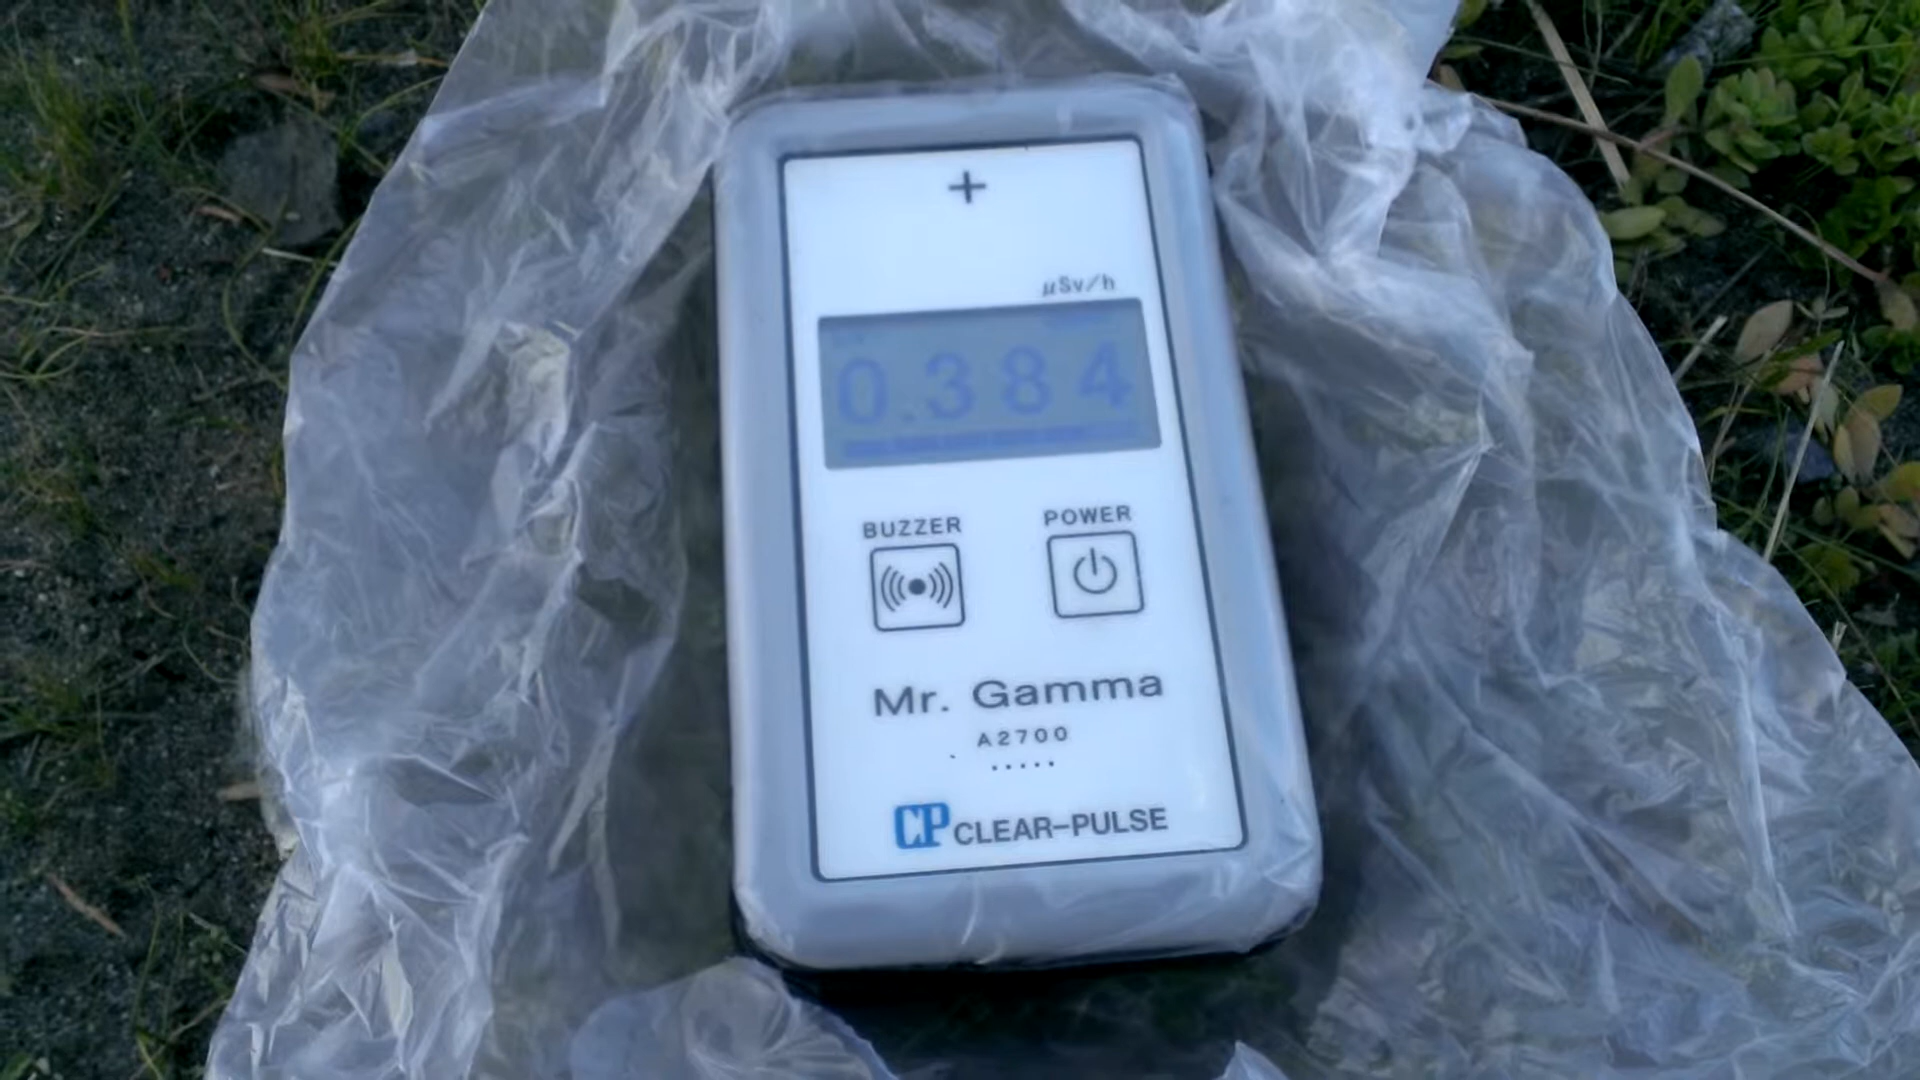 +
μSv/h
0.384
BUZZER POWER
Mr. Gamma
A2700
.....
CP CLEAR-PULSE